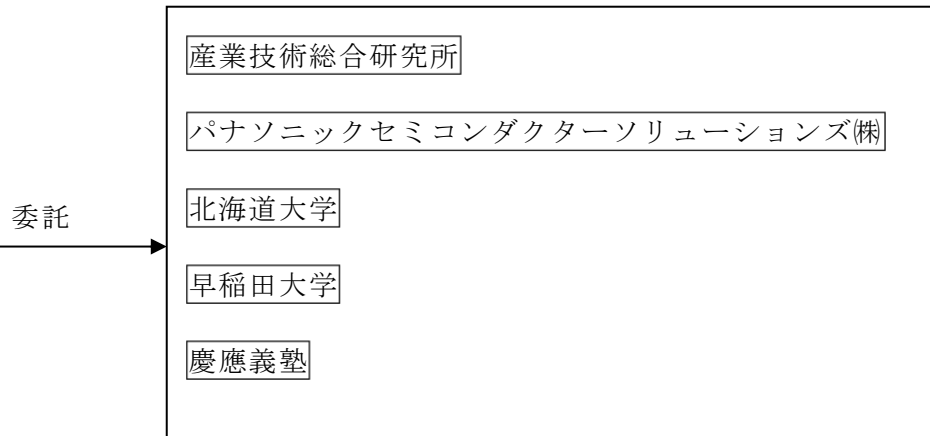 産業技術総合研究所
パナソニックセミコンダクターソリューションズ㈱
委託
北海道大学
早稲田大学
慶應義塾